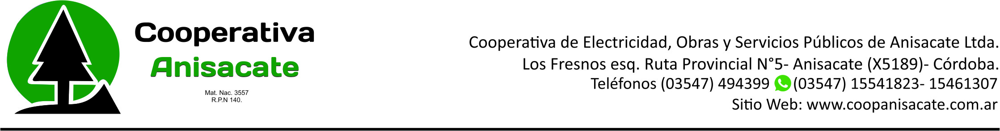 Cooperativa
Anisacate
Mat. Nac. 3557
R.P.N 140.
Cooperativa de Electricidad, Obras y Servicios Públicos de Anisacate Ltda.
Los Fresnos esq. Ruta Provincial N°5- Anisacate (X5189)- Córdoba.
Teléfonos (03547) 494399 (03547) 15541823- 15461307
Sitio Web: www.coopanisacate.com.ar